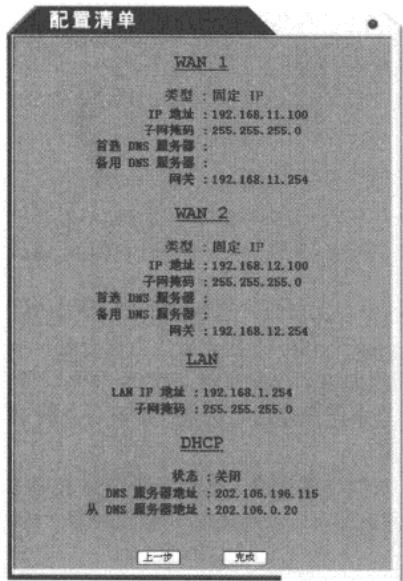 配置清单
WAN 1
类型 :固定 IP
IP 地址 :192.168.11.100
子网掩码 :255.255.255.0
首选 DNS 服务器 :
备用 DNS 服务器 :
网关 :192.168.11.254
WAN 2
类型 :固定 IP
IP 地址 :192.168.12.100
子网掩码 :255.255.255.0
首选 DNS 服务器 :
备用 DNS 服务器 :
网关 :192.168.12.254
LAN
LAN IP 地址 :192.168.1.254
子网掩码 :255.255.255.0
DHCP
状态 :关闭
DNS 服务器地址 :202.106.196.115
从 DNS 服务器地址 :202.106.0.20
上一步 完成